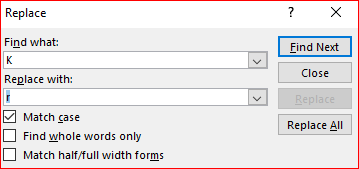 Replace ? ×
Find what:
K
Find Next
Close
Replace with:
r
Replace
Match case
Find whole words only
Replace All
Match half/full width forms